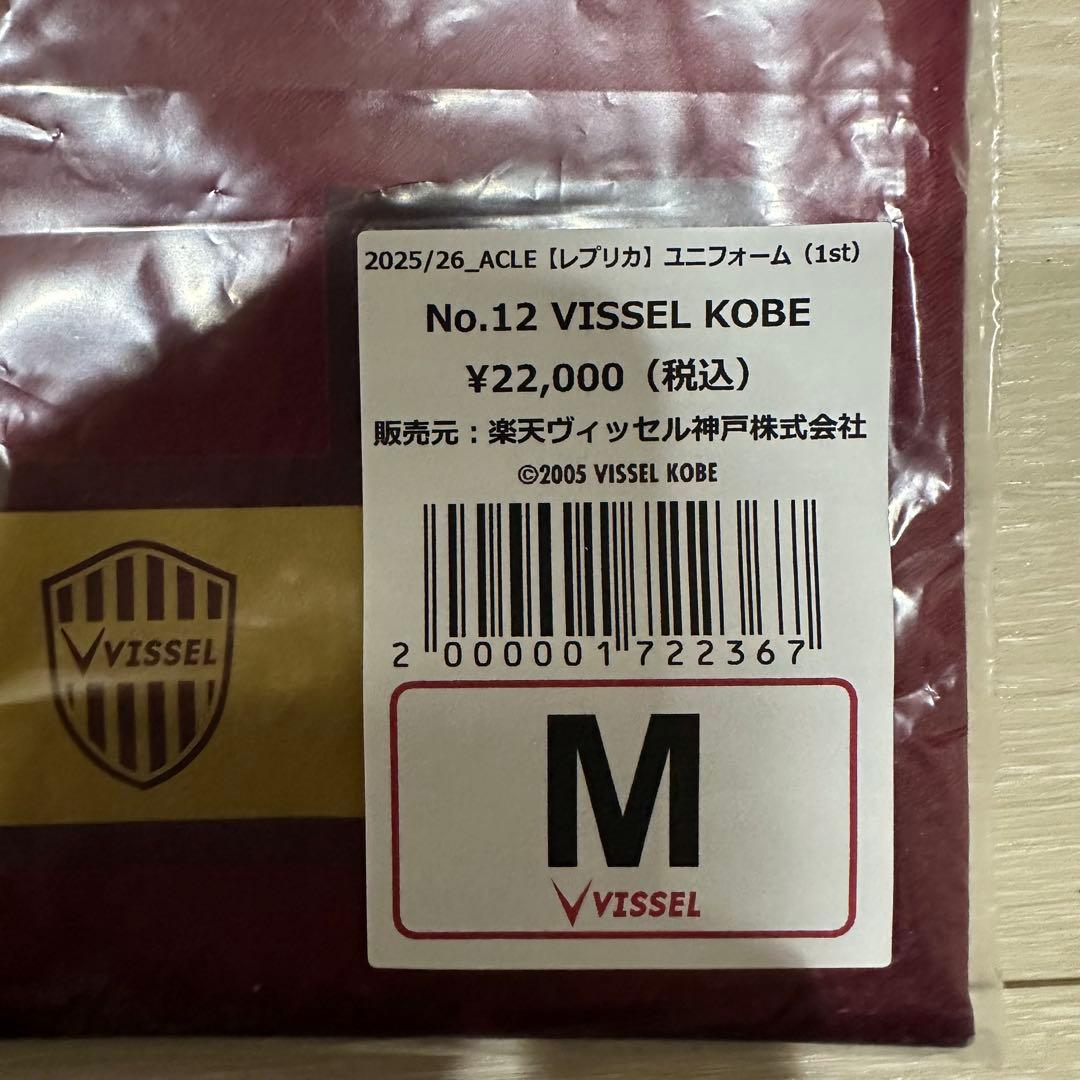 2025/26_ACLE【レプリカ】ユニフォーム（1st）
No.12 VISSEL KOBE
¥22,000（税込）
販売元：楽天ヴィッセル神戸株式会社
©2005 VISSEL KOBE
2 000001 722367
VISSEL
M
VISSEL